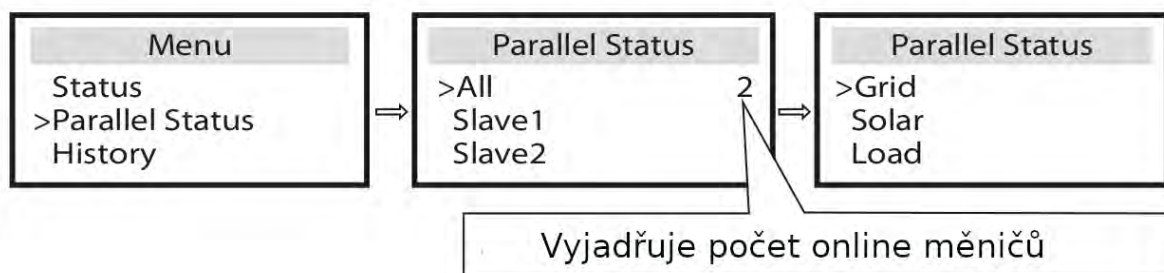 Menu
Status
>Parallel Status
History
⇒
Parallel Status
>All 2
Slave1
Slave2
⇒
Parallel Status
>Grid
Solar
Load
Vyjadřuje počet online měničů